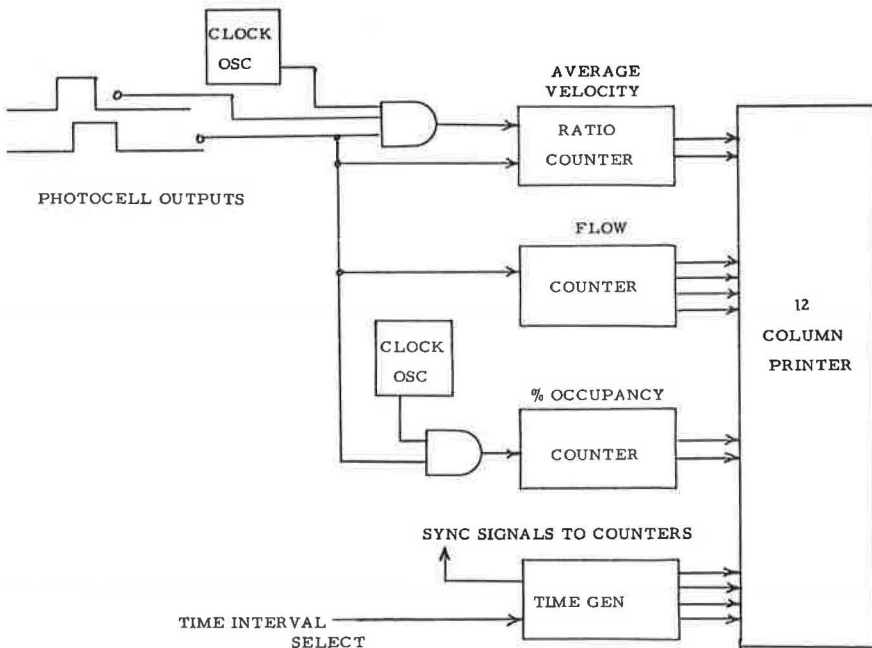 CLOCK
OSC
AVERAGE
VELOCITY
RATIO
COUNTER
PHOTOCELL OUTPUTS
FLOW
COUNTER
12
COLUMN
PRINTER
CLOCK
OSC
% OCCUPANCY
COUNTER
SYNC SIGNALS TO COUNTERS
TIME GEN
TIME INTERVAL
SELECT